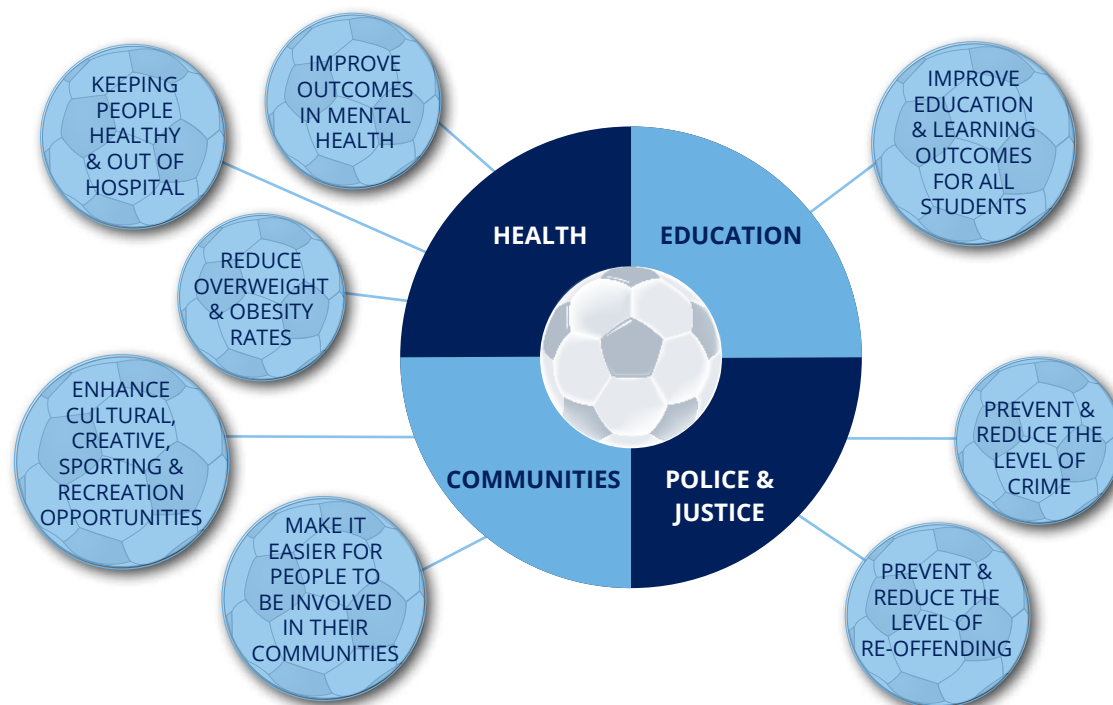 KEEPING
PEOPLE
HEALTHY
& OUT OF
HOSPITAL
IMPROVE
OUTCOMES
IN MENTAL
HEALTH
IMPROVE
EDUCATION
& LEARNING
OUTCOMES
FOR ALL
STUDENTS
HEALTH
EDUCATION
REDUCE
OVERWEIGHT
& OBESITY
RATES
ENHANCE
CULTURAL,
CREATIVE,
SPORTING &
RECREATION
OPPORTUNITIES
COMMUNITIES
POLICE &
JUSTICE
PREVENT &
REDUCE THE
LEVEL OF
CRIME
MAKE IT
EASIER FOR
PEOPLE TO
BE INVOLVED
IN THEIR
COMMUNITIES
PREVENT &
REDUCE THE
LEVEL OF
RE-OFFENDING